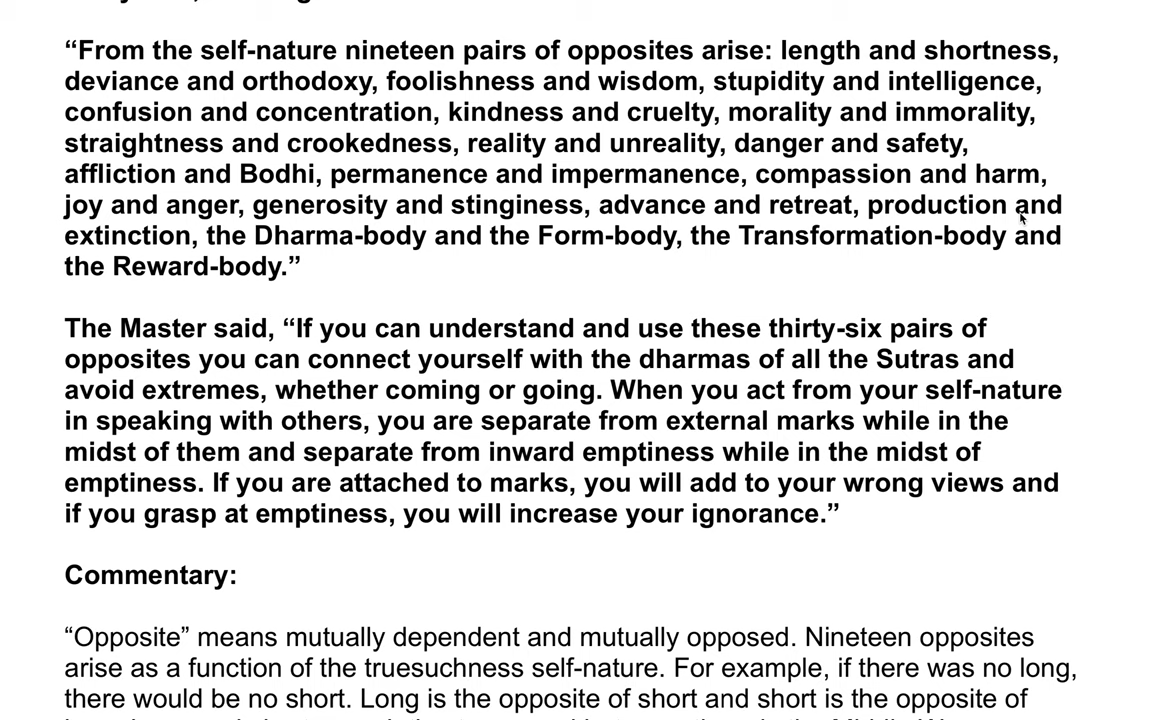 “From the self-nature nineteen pairs of opposites arise: length and shortness,
deviance and orthodoxy, foolishness and wisdom, stupidity and intelligence,
confusion and concentration, kindness and cruelty, morality and immorality,
straightness and crookedness, reality and unreality, danger and safety,
affliction and Bodhi, permanence and impermanence, compassion and harm,
joy and anger, generosity and stinginess, advance and retreat, production and
extinction, the Dharma-body and the Form-body, the Transformation-body and
the Reward-body.”
The Master said, “If you can understand and use these thirty-six pairs of
opposites you can connect yourself with the dharmas of all the Sutras and
avoid extremes, whether coming or going. When you act from your self-nature
in speaking with others, you are separate from external marks while in the
midst of them and separate from inward emptiness while in the midst of
emptiness. If you are attached to marks, you will add to your wrong views and
if you grasp at emptiness, you will increase your ignorance.”
Commentary:
“Opposite” means mutually dependent and mutually opposed. Nineteen opposites
arise as a function of the truesuchness self-nature. For example, if there was no long,
there would be no short. Long is the opposite of short and short is the opposite of